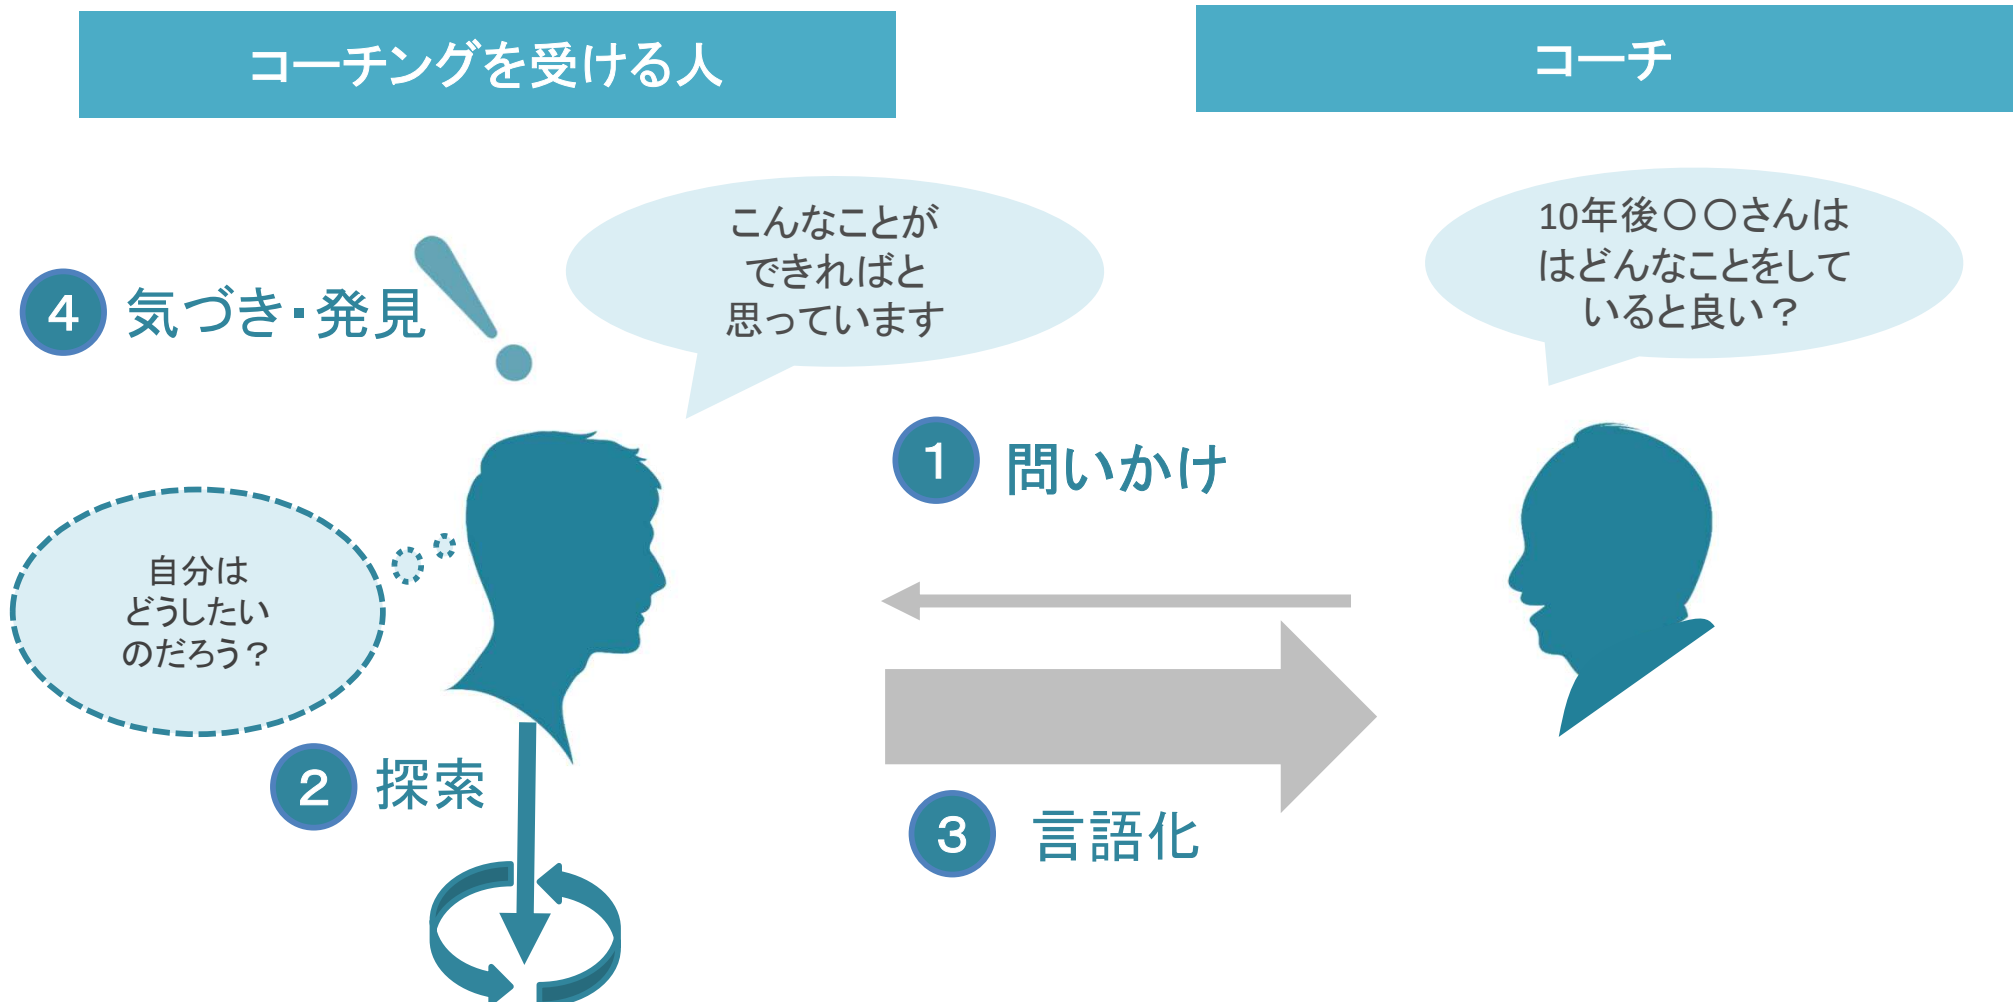 コーチングを受ける人
コーチ
こんなことが
できればと
思っています
10年後〇〇さんは
はどんなことをして
いると良い？
4 気づき・発見
1 問いかけ
自分は
どうしたい
のだろう？
2 探索
3 言語化